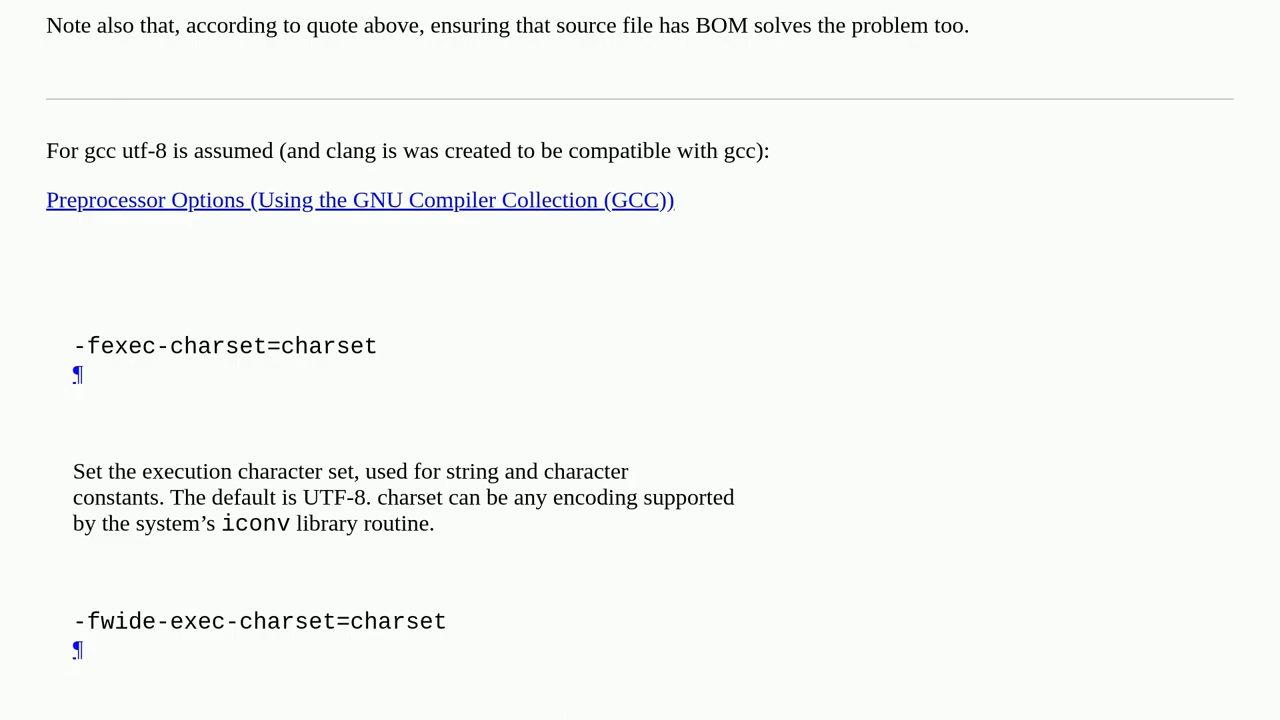 Note also that, according to quote above, ensuring that source file has BOM solves the problem too.
For gcc utf-8 is assumed (and clang is was created to be compatible with gcc):
Preprocessor Options (Using the GNU Compiler Collection (GCC))
-fexec-charset=charset
¶
Set the execution character set, used for string and character
constants. The default is UTF-8. charset can be any encoding supported
by the system’s iconv library routine.
-fwide-exec-charset=charset
¶